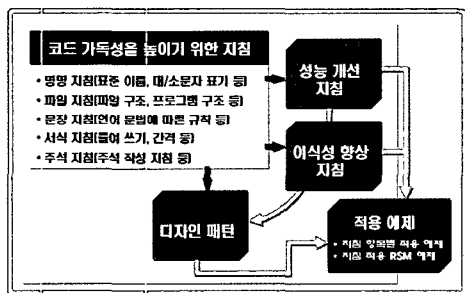 코드 가독성을 높이기 위한 지침
• 명명 지침(표준 이름, 대/소문자 표기 등)
• 파일 지침(파일 구조, 프로그램 구조 등)
• 문장 지침(언어 문법에 따른 규칙 등)
• 서식 지침(들여 쓰기, 간격 등)
• 주석 지침(주석 작성 지침 등)
성능 개선
지침
이식성 향상
지침
디자인 패턴
적용 예제
• 지침 항목별 적용 예제
• 지침 적용 RSM 예제